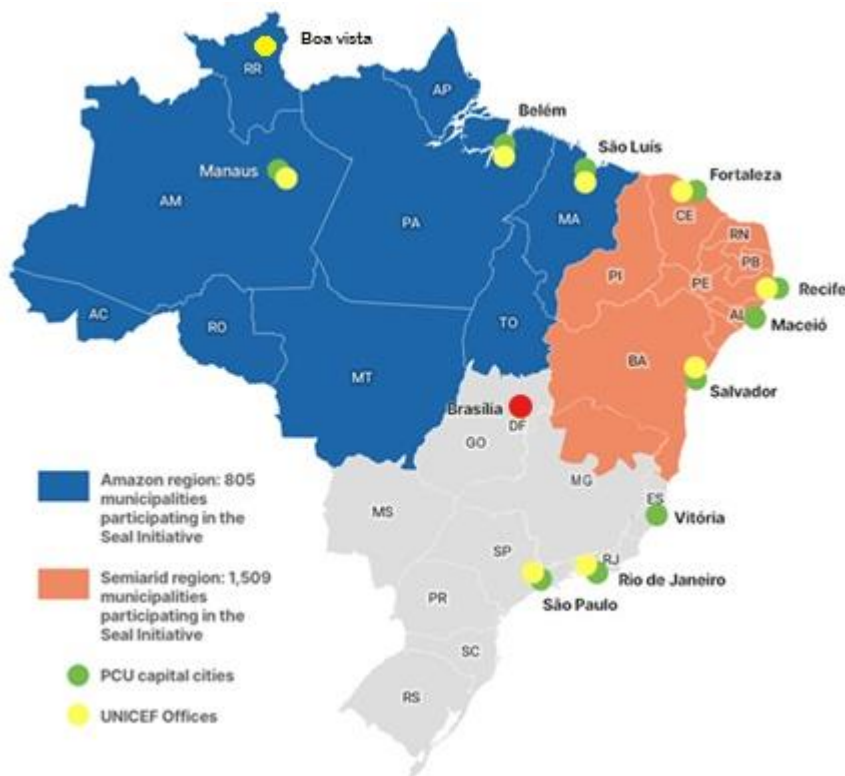 Boa vista
RR
AP
Belém
São Luís
Manaus
Fortaleza
AM
PA
MA
CE
RN
PB
PI
PE
Recife
AC
RO
TO
AL
Maceió
BA
MT
Salvador
Brasília
DF
GO
MG
ES
Vitória
MS
SP
RJ
Rio de Janeiro
São Paulo
PR
SC
RS
Amazon region: 805
municipalities
participating in the
Seal Initiative
Semiarid region: 1,509
municipalities
participating in the
Seal Initiative
PCU capital cities
UNICEF Offices